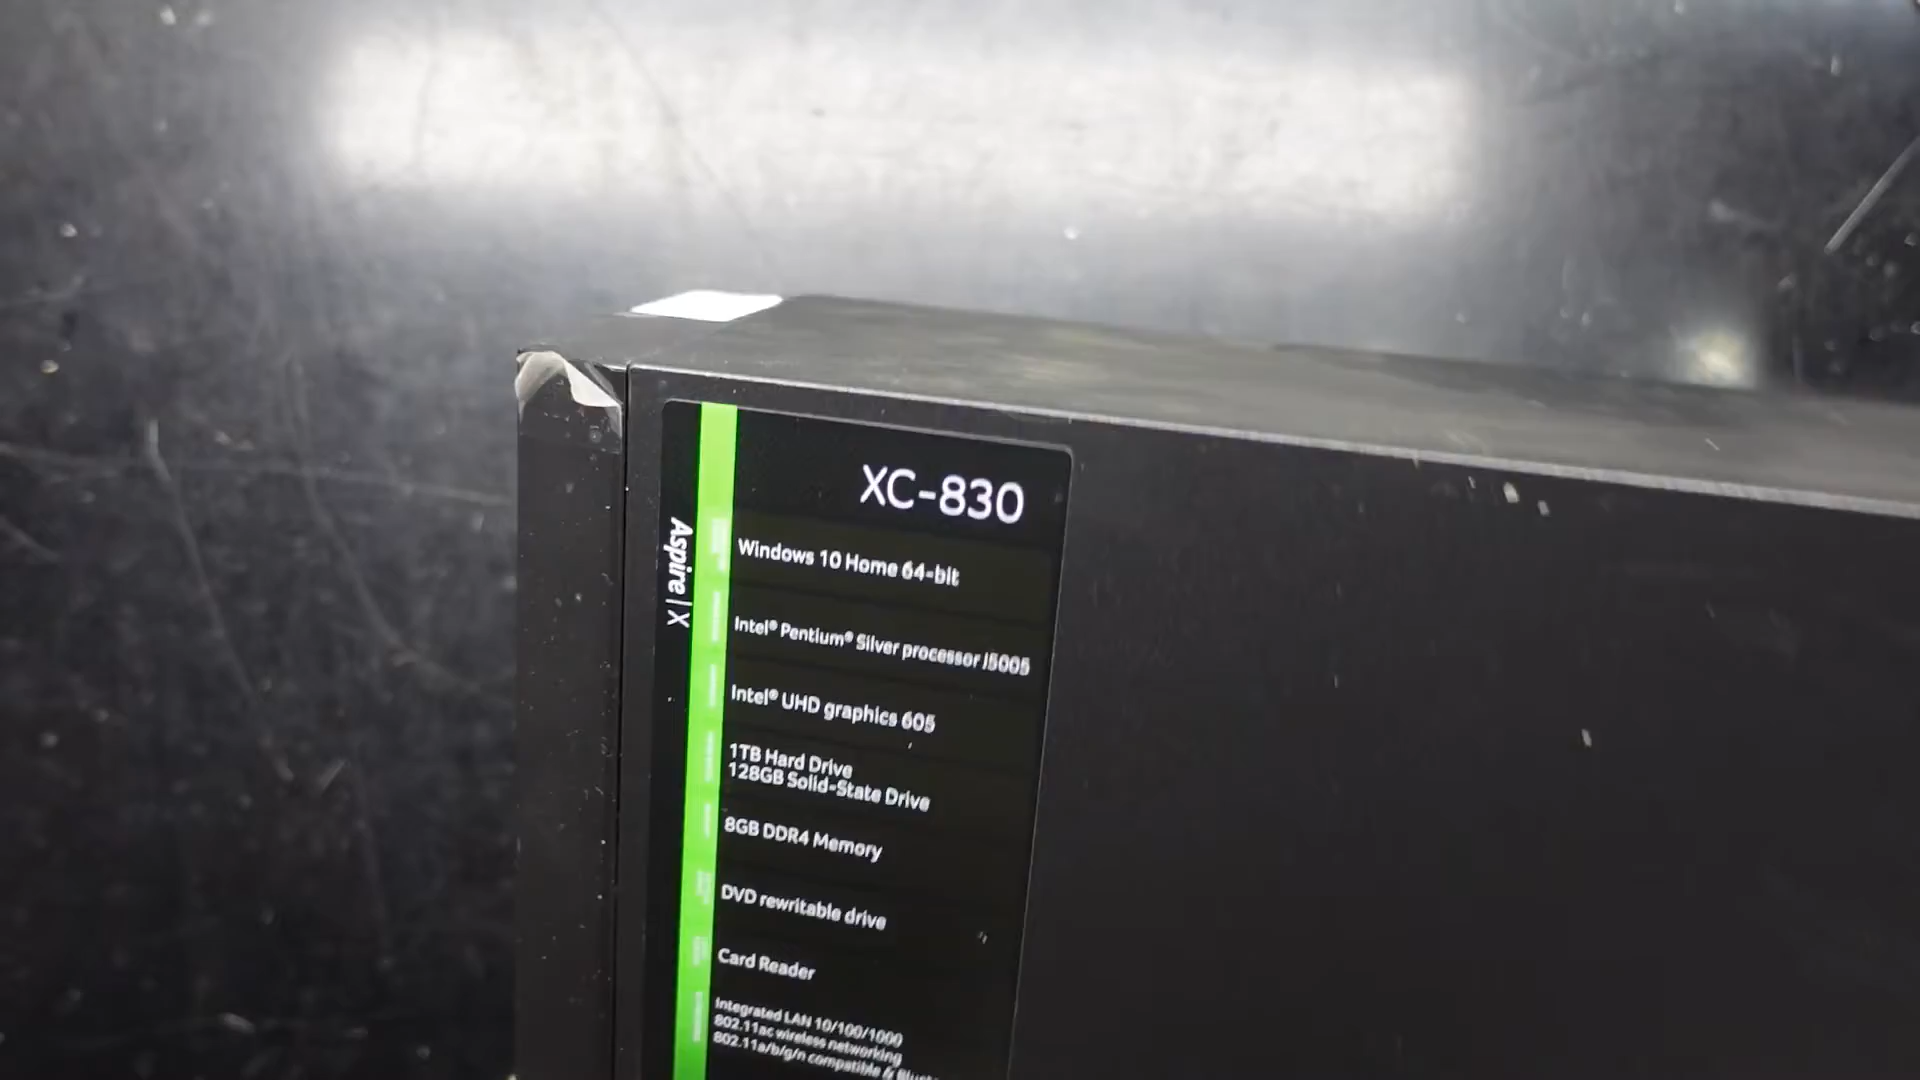 XC-830
Aspire|X
Windows 10 Home 64-bit
Intel® Pentium® Silver processor J5005
Intel® UHD graphics 605
1TB Hard Drive
128GB Solid-State Drive
8GB DDR4 Memory
DVD rewritable drive
Card Reader
Integrated LAN 10/100/1000
802.11ac wireless networking
802.11a/b/g/n compatible &